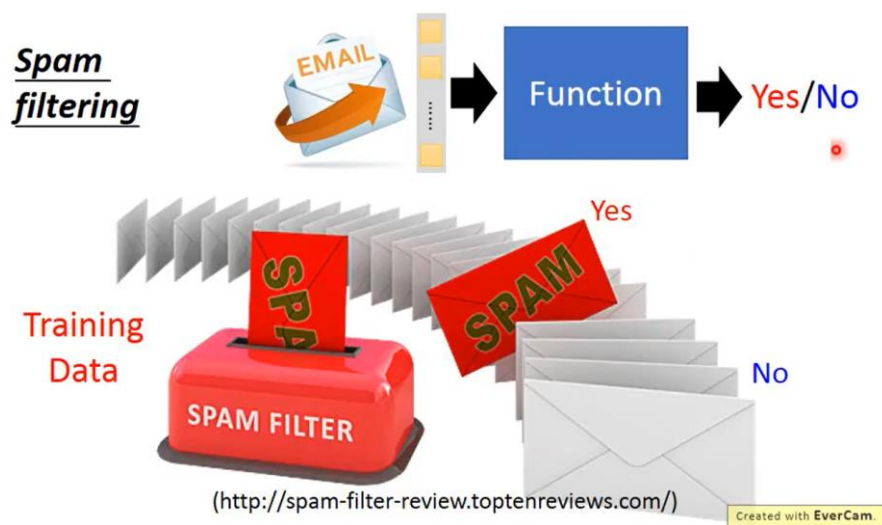 Spam
filtering
EMAIL
......
Function
Yes/No
Yes
SPAM
SPA
Training
Data
No
SPAM FILTER
(http://spam-filter-review.toptenreviews.com/)
Created with EverCam.